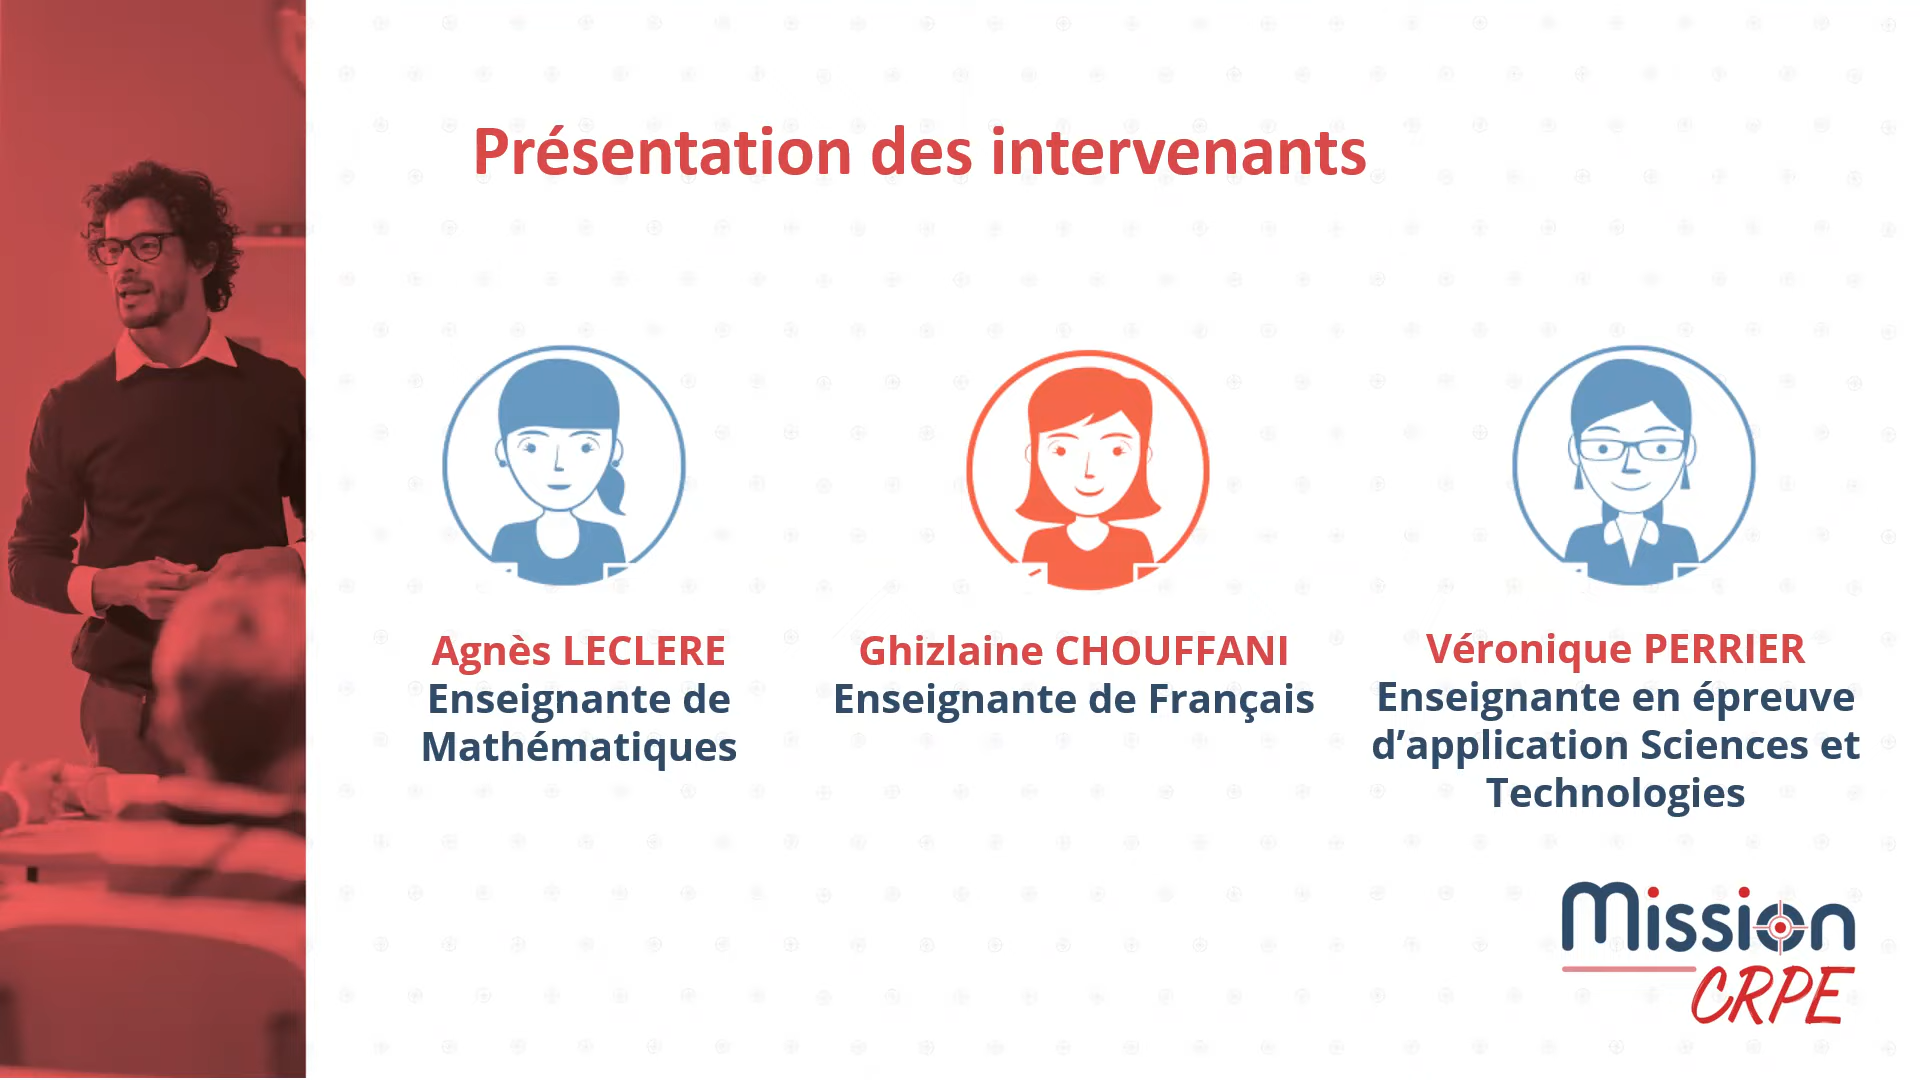 Présentation des intervenants
Agnès LECLERE
Enseignante de
Mathématiques
Ghizlaine CHOUFFANI
Enseignante de Français
Véronique PERRIER
Enseignante en épreuve
d’application Sciences et
Technologies
Mission
CRPE